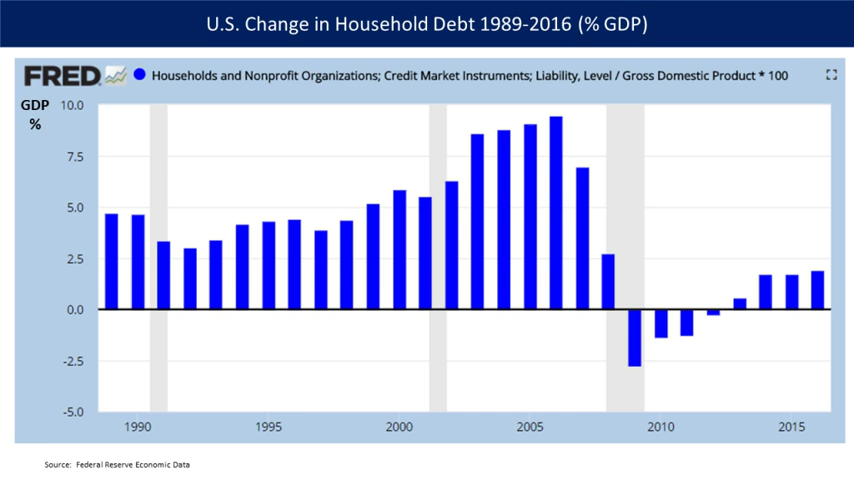 U.S. Change in Household Debt 1989-2016 (% GDP)
FRED
Households and Nonprofit Organizations; Credit Market Instruments; Liability, Level / Gross Domestic Product * 100
GDP
%
10.0
7.5
5.0
2.5
0.0
-2.5
-5.0
1990 1995 2000 2005 2010 2015
Source: Federal Reserve Economic Data